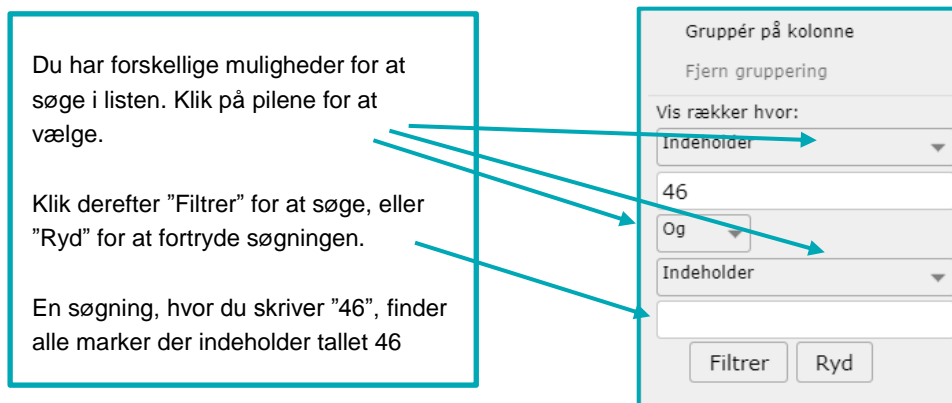 Du har forskellige muligheder for at
søge i listen. Klik på pilene for at
vælge.
Klik derefter ”Filtrer” for at søge, eller
”Ryd” for at fortryde søgningen.
En søgning, hvor du skriver ”46”, finder
alle marker der indeholder tallet 46
Gruppér på kolonne
Fjern gruppering
Vis rækker hvor:
Indeholder
46
Og
Indeholder
Filtrer Ryd